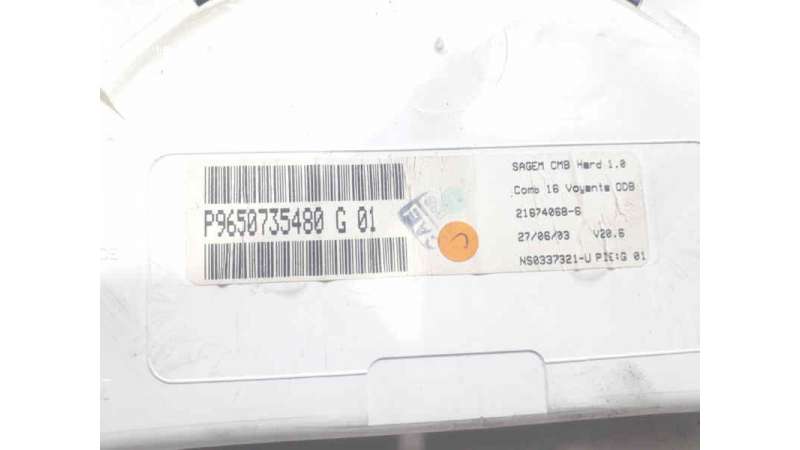 P9650735480 G 01
SAGEM CMB Hard 1.0
Comb 16 Voyants ODB
21674068-6
27/06/03 V20.6
NS0337321-U PIE:G 01
C